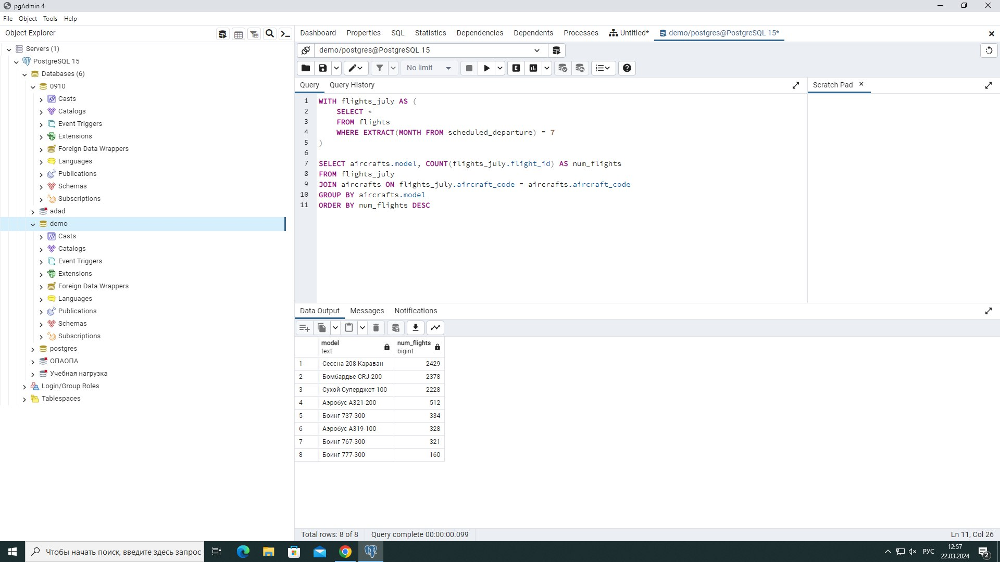 pgAdmin 4
File Object Tools Help
Object Explorer
Dashboard Properties SQL Statistics Dependencies Dependents Processes Untitled* demo/postgres@PostgreSQL 15*
Servers (1)
PostgreSQL 15
Databases (6)
0910
Casts
Catalogs
Event Triggers
Extensions
Foreign Data Wrappers
Languages
Publications
Schemas
Subscriptions
adad
demo
Casts
Catalogs
Event Triggers
Extensions
Foreign Data Wrappers
Languages
Publications
Schemas
Subscriptions
postgres
ОПАОПА
Учебная нагрузка
Login/Group Roles
Tablespaces
demo/postgres@PostgreSQL 15
No limit
E
Query Query History
Scratch Pad
1 WITH flights_july AS (
2 SELECT *
3 FROM flights
4 WHERE EXTRACT(MONTH FROM scheduled_departure) = 7
5 )
6
7 SELECT aircrafts.model, COUNT(flights_july.flight_id) AS num_flights
8 FROM flights_july
9 JOIN aircrafts ON flights_july.aircraft_code = aircrafts.aircraft_code
10 GROUP BY aircrafts.model
11 ORDER BY num_flights DESC
Data Output Messages Notifications
model num_flights
text bigint
1 Сессна 208 Караван 2429
2 Бомбардье CRJ-200 2378
3 Сухой Суперджет-100 2228
4 Аэробус A321-200 512
5 Боинг 737-300 334
6 Аэробус A319-100 328
7 Боинг 767-300 321
8 Боинг 777-300 160
Total rows: 8 of 8 Query complete 00:00:00.099
Ln 11, Col 26
Чтобы начать поиск, введите здесь запрос
РУС
12:57
22.03.2024
2